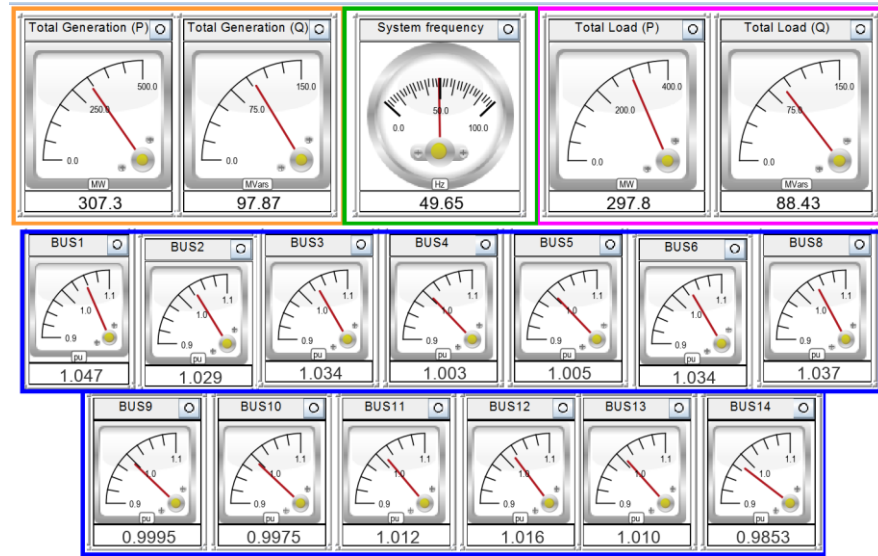 Total Generation (P) Total Generation (Q) System frequency Total Load (P) Total Load (Q)
500.0 150.0 400.0 150.0
250.0 75.0 50.0 200.0 75.0
0.0 0.0 0.0 100.0 0.0 0.0
MW MVars Hz MW MVars
307.3 97.87 49.65 297.8 88.43
BUS1 BUS2 BUS3 BUS4 BUS5 BUS6 BUS8
1.1 1.1 1.1 1.1 1.1 1.1 1.1
1.0 1.0 1.0 1.0 1.0 1.0 1.0
0.9 0.9 0.9 0.9 0.9 0.9 0.9
pu pu pu pu pu pu pu
1.047 1.029 1.034 1.003 1.005 1.034 1.037
BUS9 BUS10 BUS11 BUS12 BUS13 BUS14
1.1 1.1 1.1 1.1 1.1 1.1
1.0 1.0 1.0 1.0 1.0 1.0
0.9 0.9 0.9 0.9 0.9 0.9
pu pu pu pu pu pu
0.9995 0.9975 1.012 1.016 1.010 0.9853